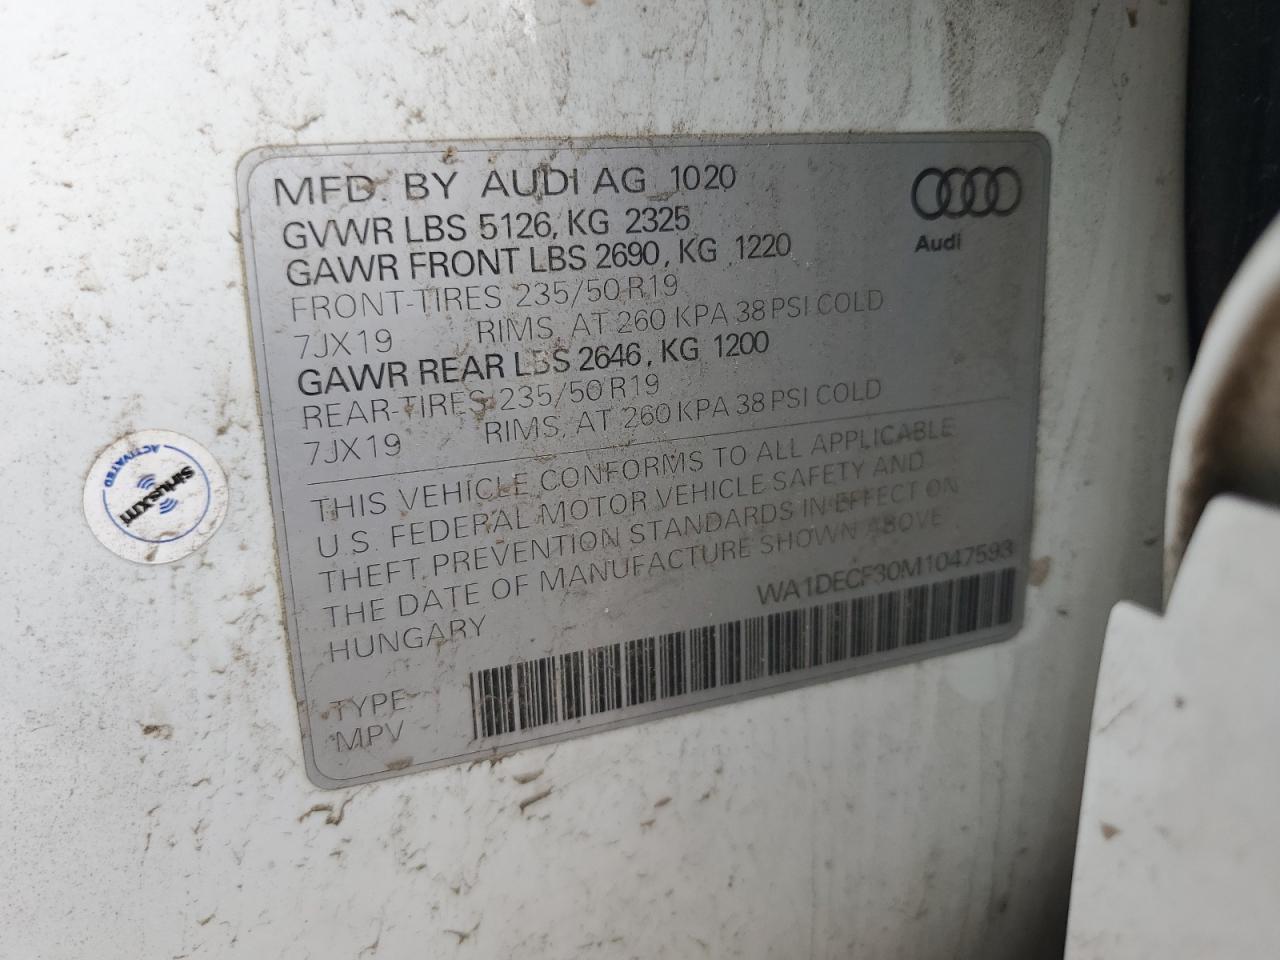 MFD. BY AUDI AG 1020
GVWR LBS 5126, KG 2325
GAWR FRONT LBS 2690, KG 1220
FRONT-TIRES 235/50 R19
7JX19 RIMS, AT 260 KPA 38 PSI COLD
GAWR REAR LBS 2646, KG 1200
REAR-TIRES 235/50 R19
7JX19 RIMS, AT 260 KPA 38 PSI COLD
THIS VEHICLE CONFORMS TO ALL APPLICABLE
U.S. FEDERAL MOTOR VEHICLE SAFETY AND
THEFT PREVENTION STANDARDS IN EFFECT ON
THE DATE OF MANUFACTURE SHOWN ABOVE
HUNGARY
WA1DECF30M1047593
TYPE:
MPV
Audi
siriusxm
ACTIVATED